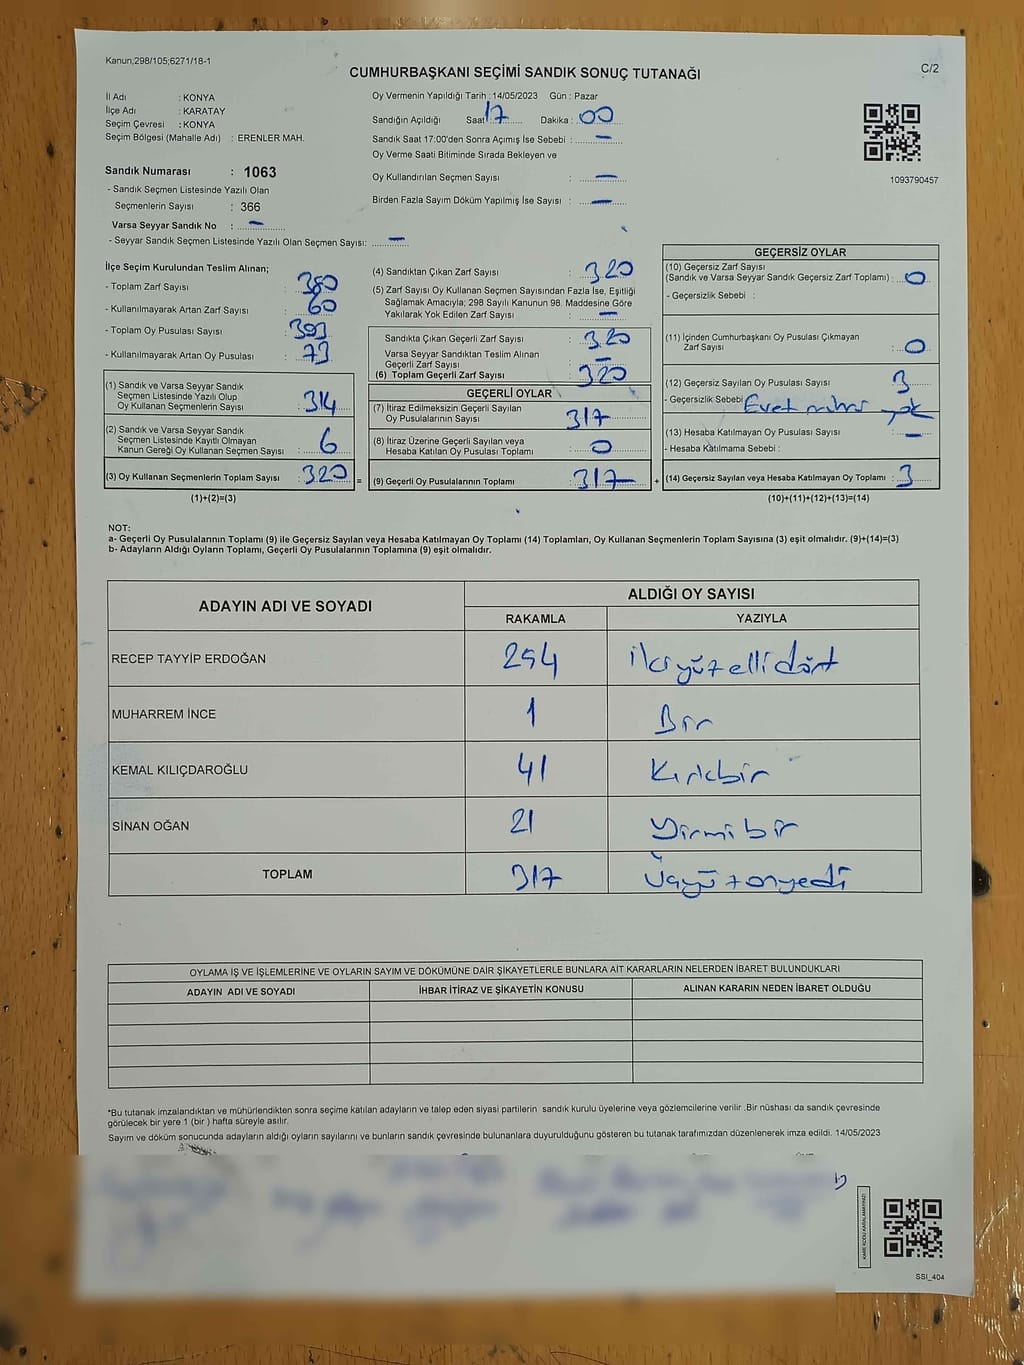 Kanun,298/105;6271/18-1
CUMHURBAŞKANI SEÇİMİ SANDIK SONUÇ TUTANAĞI
C/2
İl Adı : KONYA
İlçe Adı : KARATAY
Seçim Çevresi : KONYA
Seçim Bölgesi (Mahalle Adı) : ERENLER MAH.
Sandık Numarası : 1063
- Sandık Seçmen Listesinde Yazılı Olan
Seçmenlerin Sayısı : 366
Varsa Seyyar Sandık No : –
- Seyyar Sandık Seçmen Listesinde Yazılı Olan Seçmen Sayısı: –
Oy Vermenin Yapıldığı Tarih : 14/05/2023 Gün : Pazar
Sandığın Açıldığı Saat 17 Dakika : 00
Sandık Saat 17:00'den Sonra Açımış İse Sebebi : –
Oy Verme Saati Bitiminde Sırada Bekleyen ve
Oy Kullandırılan Seçmen Sayısı : –
Birden Fazla Sayım Döküm Yapılmış İse Sayısı : –
1093790457
İlçe Seçim Kurulundan Teslim Alınan;
- Toplam Zarf Sayısı : 380
- Kullanılmayarak Artan Zarf Sayısı : 60
- Toplam Oy Pusulası Sayısı : 393
- Kullanılmayarak Artan Oy Pusulası : 73
(1) Sandık ve Varsa Seyyar Sandık
Seçmen Listesinde Yazılı Olup
Oy Kullanan Seçmenlerin Sayısı : 314
(2) Sandık ve Varsa Seyyar Sandık
Seçmen Listesinde Kayıtlı Olmayan
Kanun Gereği Oy Kullanan Seçmen Sayısı : 6
(3) Oy Kullanan Seçmenlerin Toplam Sayısı : 320 =
(1)+(2)=(3)
(4) Sandıktan Çıkan Zarf Sayısı : 320
(5) Zarf Sayısı Oy Kullanan Seçmen Sayısından Fazla İse, Eşitliği
Sağlamak Amacıyla; 298 Sayılı Kanunun 98. Maddesine Göre
Yakılarak Yok Edilen Zarf Sayısı : –
Sandıkta Çıkan Geçerli Zarf Sayısı : 320
Varsa Seyyar Sandıktan Teslim Alınan
Geçerli Zarf Sayısı : –
(6) Toplam Geçerli Zarf Sayısı : 320
GEÇERLİ OYLAR
(7) İtiraz Edilmeksizin Geçerli Sayılan
Oy Pusulalarının Sayısı : 317
(8) İtiraz Üzerine Geçerli Sayılan veya
Hesaba Katılan Oy Pusulası Toplamı : 0
(9) Geçerli Oy Pusulalarının Toplamı : 317 +
GEÇERSİZ OYLAR
(10) Geçersiz Zarf Sayısı
(Sandık ve Varsa Seyyar Sandık Geçersiz Zarf Toplamı) : 0
- Geçersizlik Sebebi :
(11) İçinden Cumhurbaşkanı Oy Pusulası Çıkmayan
Zarf Sayısı : 0
(12) Geçersiz Sayılan Oy Pusulası Sayısı : 3
- Geçersizlik Sebebi Evet mührü yok
(13) Hesaba Katılmayan Oy Pusulası Sayısı : –
- Hesaba Katılmama Sebebi :
(14) Geçersiz Sayılan veya Hesaba Katılmayan Oy Toplamı : 3
(10)+(11)+(12)+(13)=(14)
NOT:
a- Geçerli Oy Pusulalarının Toplamı (9) ile Geçersiz Sayılan veya Hesaba Katılmayan Oy Toplamı (14) Toplamları, Oy Kullanan Seçmenlerin Toplam Sayısına (3) eşit olmalıdır. (9)+(14)=(3)
b- Adayların Aldığı Oyların Toplamı, Geçerli Oy Pusulalarının Toplamına (9) eşit olmalıdır.
ADAYIN ADI VE SOYADI
ALDIĞI OY SAYISI
RAKAMLA YAZIYLA
RECEP TAYYİP ERDOĞAN 254 ikiyüzellidört
MUHARREM İNCE 1 Bir
KEMAL KILIÇDAROĞLU 41 Kırkbir
SİNAN OĞAN 21 Yirmibir
TOPLAM 317 Üçyüzonyedi
OYLAMA İŞ VE İŞLEMLERİNE VE OYLARIN SAYIM VE DÖKÜMÜNE DAİR ŞİKAYETLERLE BUNLARA AİT KARARLARIN NELERDEN İBARET BULUNDUKLARI
ADAYIN ADI VE SOYADI İHBAR İTİRAZ VE ŞİKAYETİN KONUSU ALINAN KARARIN NEDEN İBARET OLDUĞU
*Bu tutanak imzalandıktan ve mühürlendikten sonra seçime katılan adayların ve talep eden siyasi partilerin sandık kurulu üyelerine veya gözlemcilerine verilir .Bir nüshası da sandık çevresinde
görülecek bir yere 1 (bir ) hafta süreyle asılır.
Sayım ve döküm sonucunda adayların aldığı oyların sayılarını ve bunların sandık çevresinde bulunanlara duyurulduğunu gösteren bu tutanak tarafımızdan düzenlenerek imza edildi. 14/05/2023
KARE KODU KARALAMAYINIZ!
SSİ_404